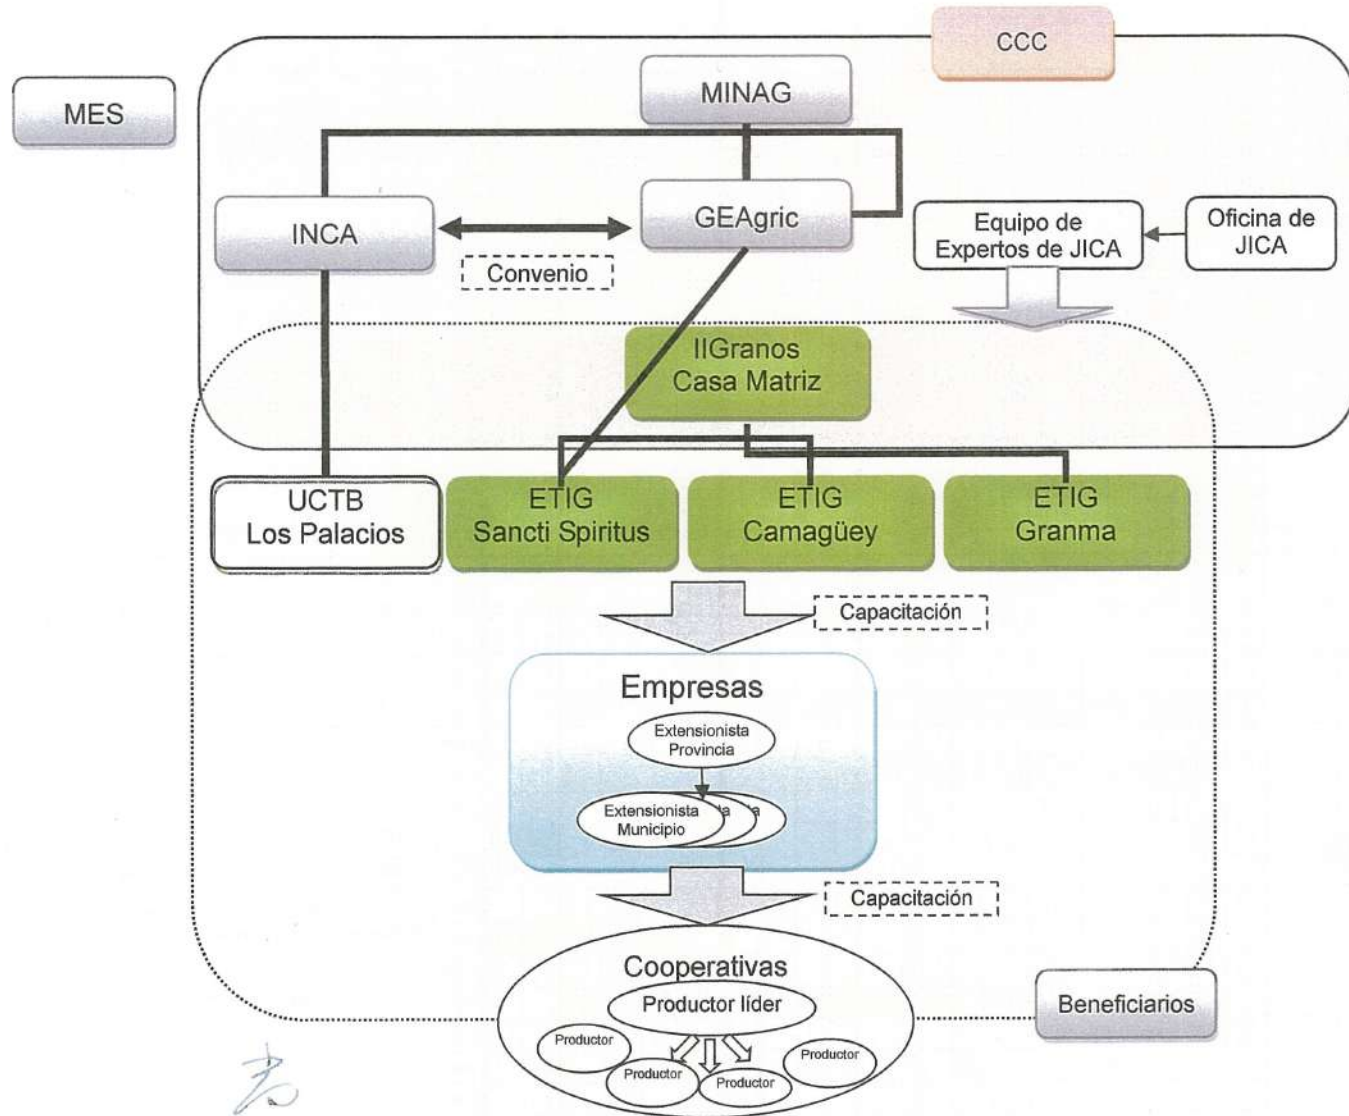 CCC
MES
MINAG
INCA
GEAgric
Equipo de
Expertos de JICA
Oficina de
JICA
Convenio
IIGranos
Casa Matriz
UCTB
Los Palacios
ETIG
Sancti Spiritus
ETIG
Camagüey
ETIG
Granma
Capacitación
Empresas
Extensionista
Provincia
Extensionista
Municipio
Capacitación
Cooperativas
Productor líder
Productor
Productor
Productor
Productor
Beneficiarios